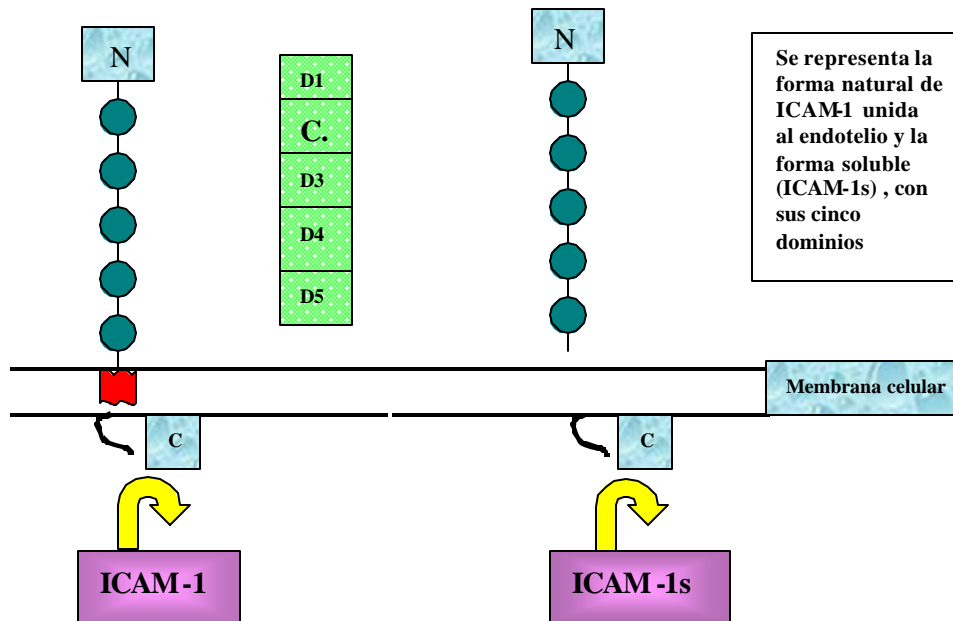 N
N
D1
C.
D3
D4
D5
Se representa la
forma natural de
ICAM-1 unida
al endotelio y la
forma soluble
(ICAM-1s) , con
sus cinco
dominios
Membrana celular
C
C
ICAM -1
ICAM -1s